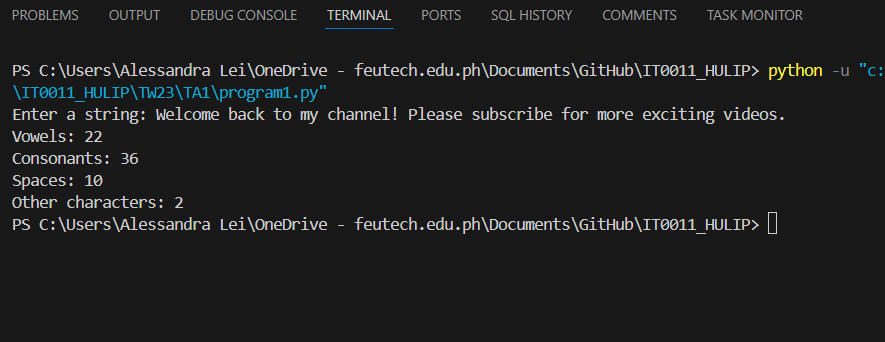 PROBLEMS OUTPUT DEBUG CONSOLE TERMINAL PORTS SQL HISTORY COMMENTS TASK MONITOR
PS C:\Users\Alessandra Lei\OneDrive - feutech.edu.ph\Documents\GitHub\IT0011_HULIP> python -u "c:
\IT0011_HULIP\TW23\TA1\program1.py"
Enter a string: Welcome back to my channel! Please subscribe for more exciting videos.
Vowels: 22
Consonants: 36
Spaces: 10
Other characters: 2
PS C:\Users\Alessandra Lei\OneDrive - feutech.edu.ph\Documents\GitHub\IT0011_HULIP>